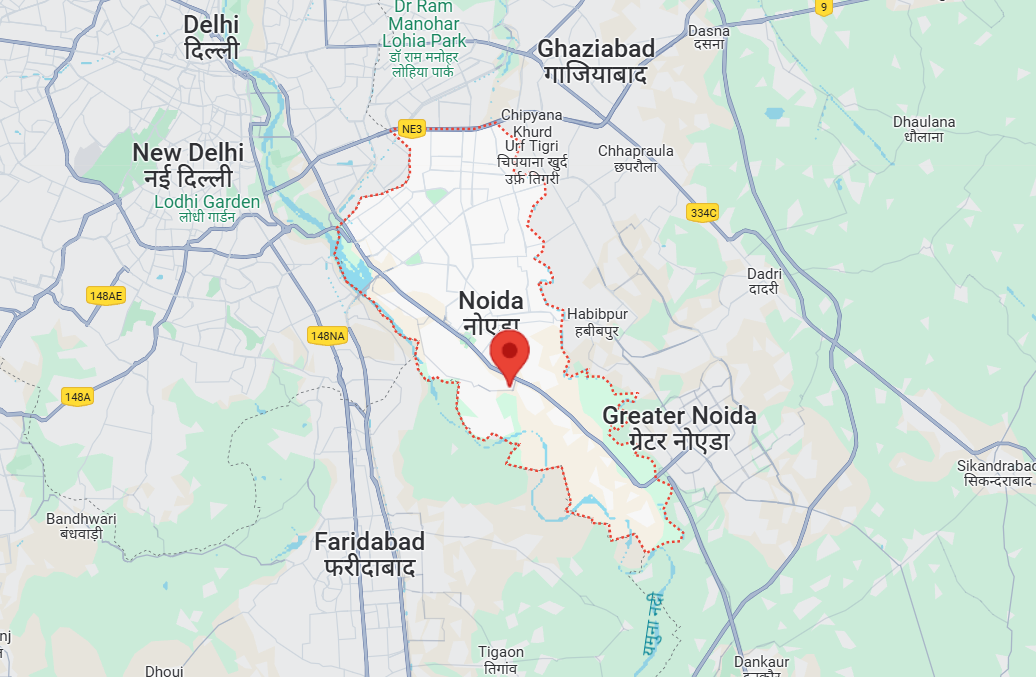 Delhi
दिल्ली
Dr Ram
Manohar
Lohia Park
डॉ राम मनोहर
लोहिया पार्क
9
Dasna
दसना
Ghaziabad
गाजियाबाद
NE3
Chipyana
Khurd
Urf Tigri
चिपयाना खुर्द
उर्फ़ तिगरी
Dhaulana
धौलाना
New Delhi
नई दिल्ली
Chhapraula
छपरौला
Lodhi Garden
लोधी गार्डन
334C
Dadri
दादरी
148AE
Noida
नोएडा
Habibpur
हबीबपुर
148NA
148A
Greater Noida
ग्रेटर नोएडा
Sikandrabad
सिकन्दराबाद
Bandhwari
बंधवाड़ी
Faridabad
फरीदाबाद
यमुना नदी
Tigaon
तिगांव
Dankaur
Dhouj